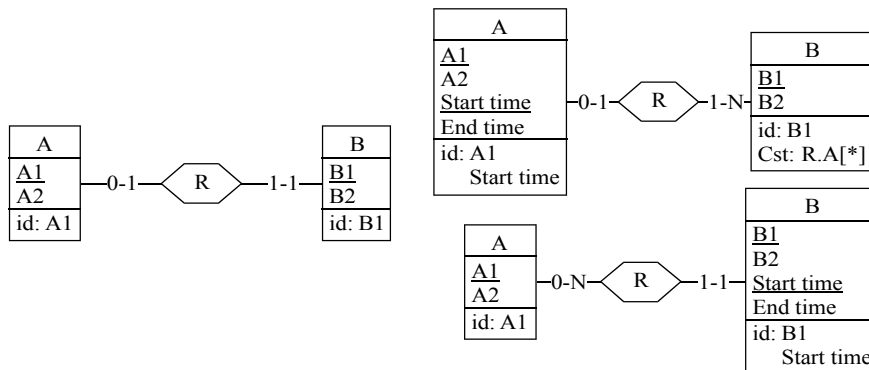 A
A1
A2
id: A1
0-1
R
1-1
B
B1
B2
id: B1
A
A1
A2
Start time
End time
id: A1
Start time
0-1
R
1-N
B
B1
B2
id: B1
Cst: R.A[*]
A
A1
A2
id: A1
0-N
R
1-1
B
B1
B2
Start time
End time
id: B1
Start time